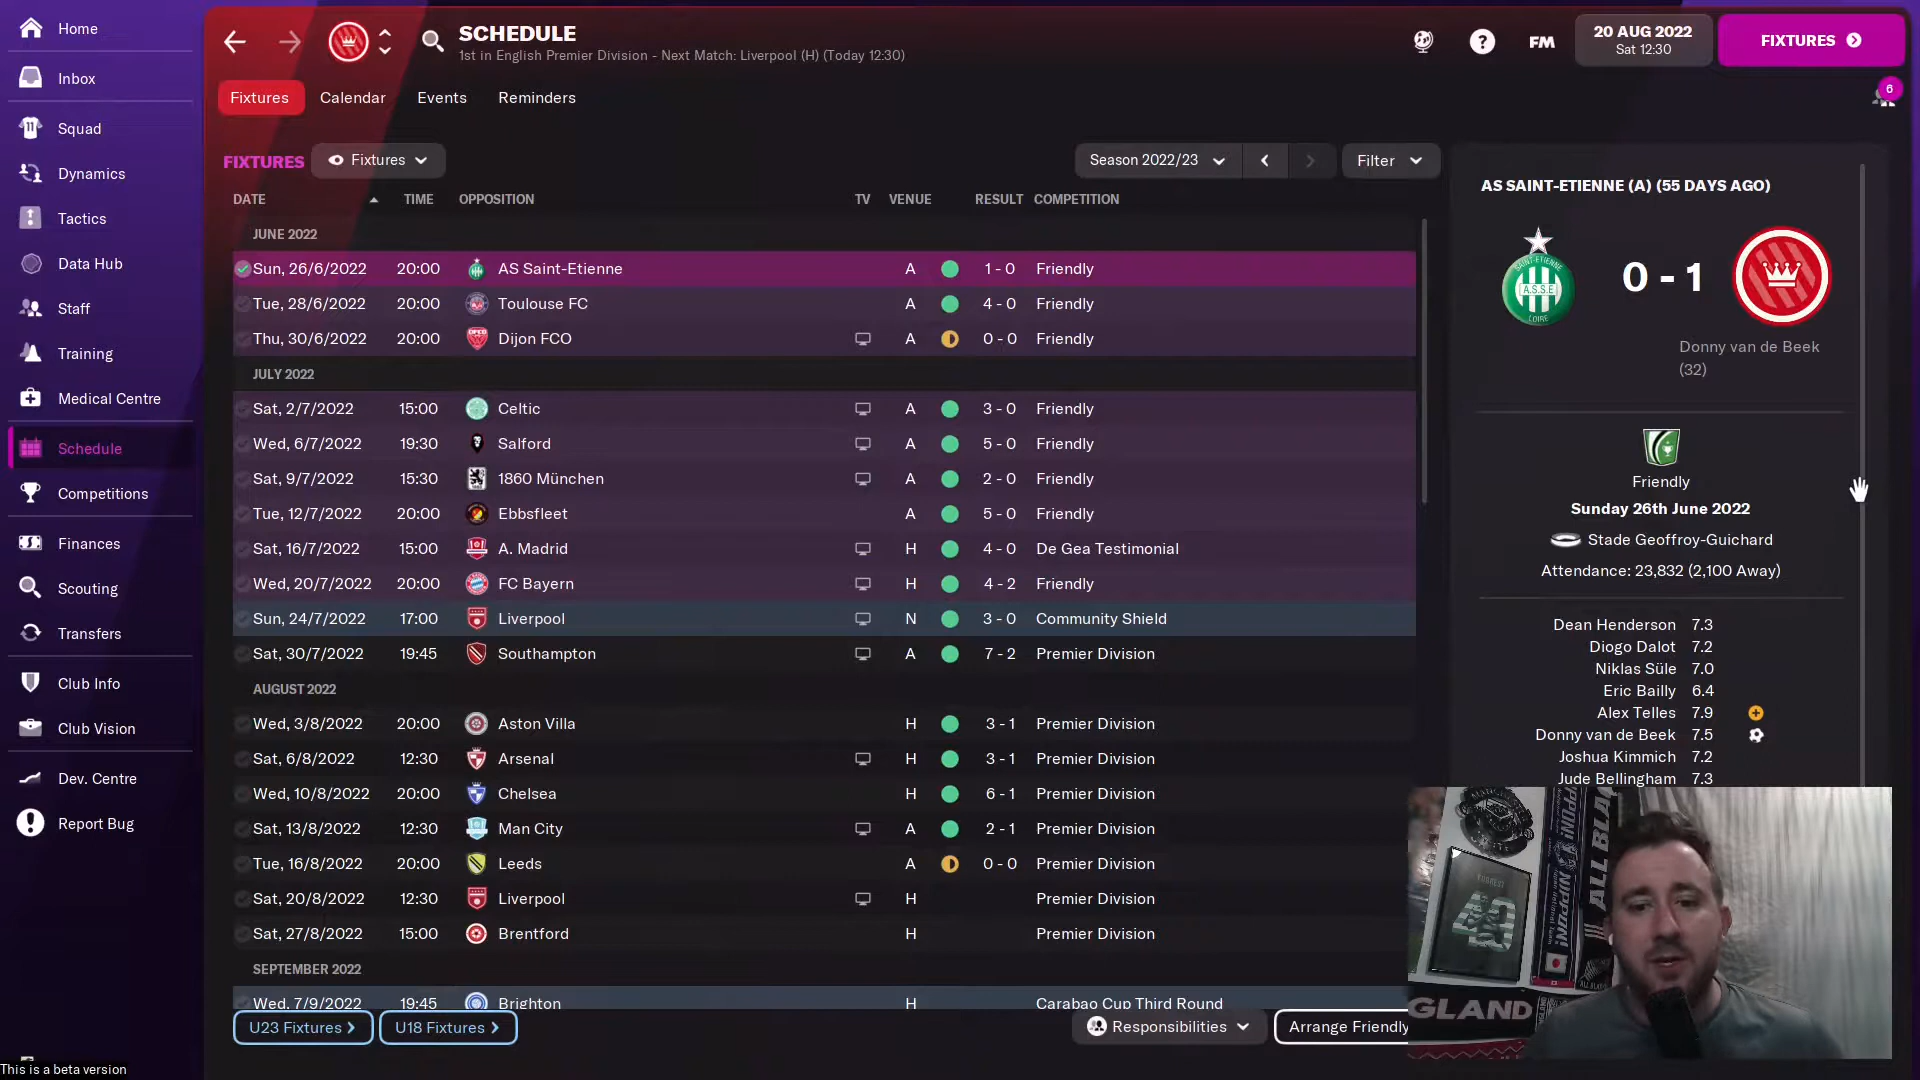 Home
Inbox
Squad
Dynamics
Tactics
Data Hub
Staff
Training
Medical Centre
Schedule
Competitions
Finances
Scouting
Transfers
Club Info
Club Vision
Dev. Centre
Report Bug
This is a beta version
SCHEDULE
1st in English Premier Division - Next Match: Liverpool (H) (Today 12:30)
? FM
20 AUG 2022
Sat 12:30
FIXTURES
6
Fixtures Calendar Events Reminders
FIXTURES Fixtures Season 2022/23 Filter
DATE TIME OPPOSITION TV VENUE RESULT COMPETITION
JUNE 2022
Sun, 26/6/2022 20:00 AS Saint-Etienne A 1 - 0 Friendly
Tue, 28/6/2022 20:00 Toulouse FC A 4 - 0 Friendly
Thu, 30/6/2022 20:00 Dijon FCO A 0 - 0 Friendly
JULY 2022
Sat, 2/7/2022 15:00 Celtic A 3 - 0 Friendly
Wed, 6/7/2022 19:30 Salford A 5 - 0 Friendly
Sat, 9/7/2022 15:30 1860 München A 2 - 0 Friendly
Tue, 12/7/2022 20:00 Ebbsfleet A 5 - 0 Friendly
Sat, 16/7/2022 15:00 A. Madrid H 4 - 0 De Gea Testimonial
Wed, 20/7/2022 20:00 FC Bayern H 4 - 2 Friendly
Sun, 24/7/2022 17:00 Liverpool N 3 - 0 Community Shield
Sat, 30/7/2022 19:45 Southampton A 7 - 2 Premier Division
AUGUST 2022
Wed, 3/8/2022 20:00 Aston Villa H 3 - 1 Premier Division
Sat, 6/8/2022 12:30 Arsenal H 3 - 1 Premier Division
Wed, 10/8/2022 20:00 Chelsea H 6 - 1 Premier Division
Sat, 13/8/2022 12:30 Man City A 2 - 1 Premier Division
Tue, 16/8/2022 20:00 Leeds A 0 - 0 Premier Division
Sat, 20/8/2022 12:30 Liverpool H Premier Division
Sat, 27/8/2022 15:00 Brentford H Premier Division
SEPTEMBER 2022
Wed, 7/9/2022 19:45 Brighton H Carabao Cup Third Round
U23 Fixtures U18 Fixtures Responsibilities Arrange Friendly
AS SAINT-ETIENNE (A) (55 DAYS AGO)
SAINT-ETIENNE
A.S.S.E
LOIRE
0 - 1
Donny van de Beek
(32)
Friendly
Sunday 26th June 2022
Stade Geoffroy-Guichard
Attendance: 23,832 (2,100 Away)
Dean Henderson 7.3
Diogo Dalot 7.2
Niklas Süle 7.0
Eric Bailly 6.4
Alex Telles 7.9
Donny van de Beek 7.5
Joshua Kimmich 7.2
Jude Bellingham 7.3
FORREST
49
NIPPON!
ALL BLA
GLAND